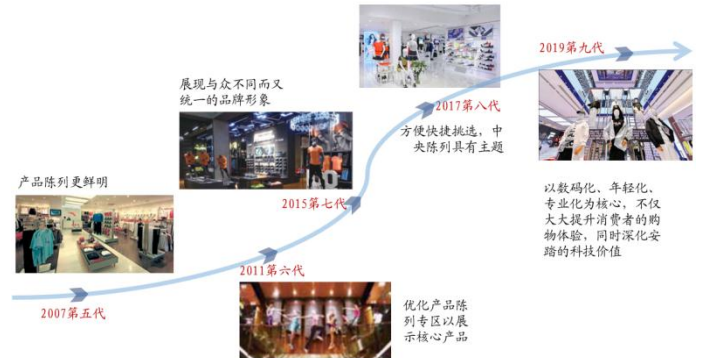 产品陈列更鲜明
2007第五代
2011第六代
优化产品陈
列专区以展
示核心产品
展现与众不同而又
统一的品牌形象
2015第七代
2017第八代
方便快捷挑选，中
央陈列具有主题
2019第九代
以数码化、年轻化、
专业化为核心，不仅
大大提升消费者的购
物体验，同时深化安
踏的科技价值